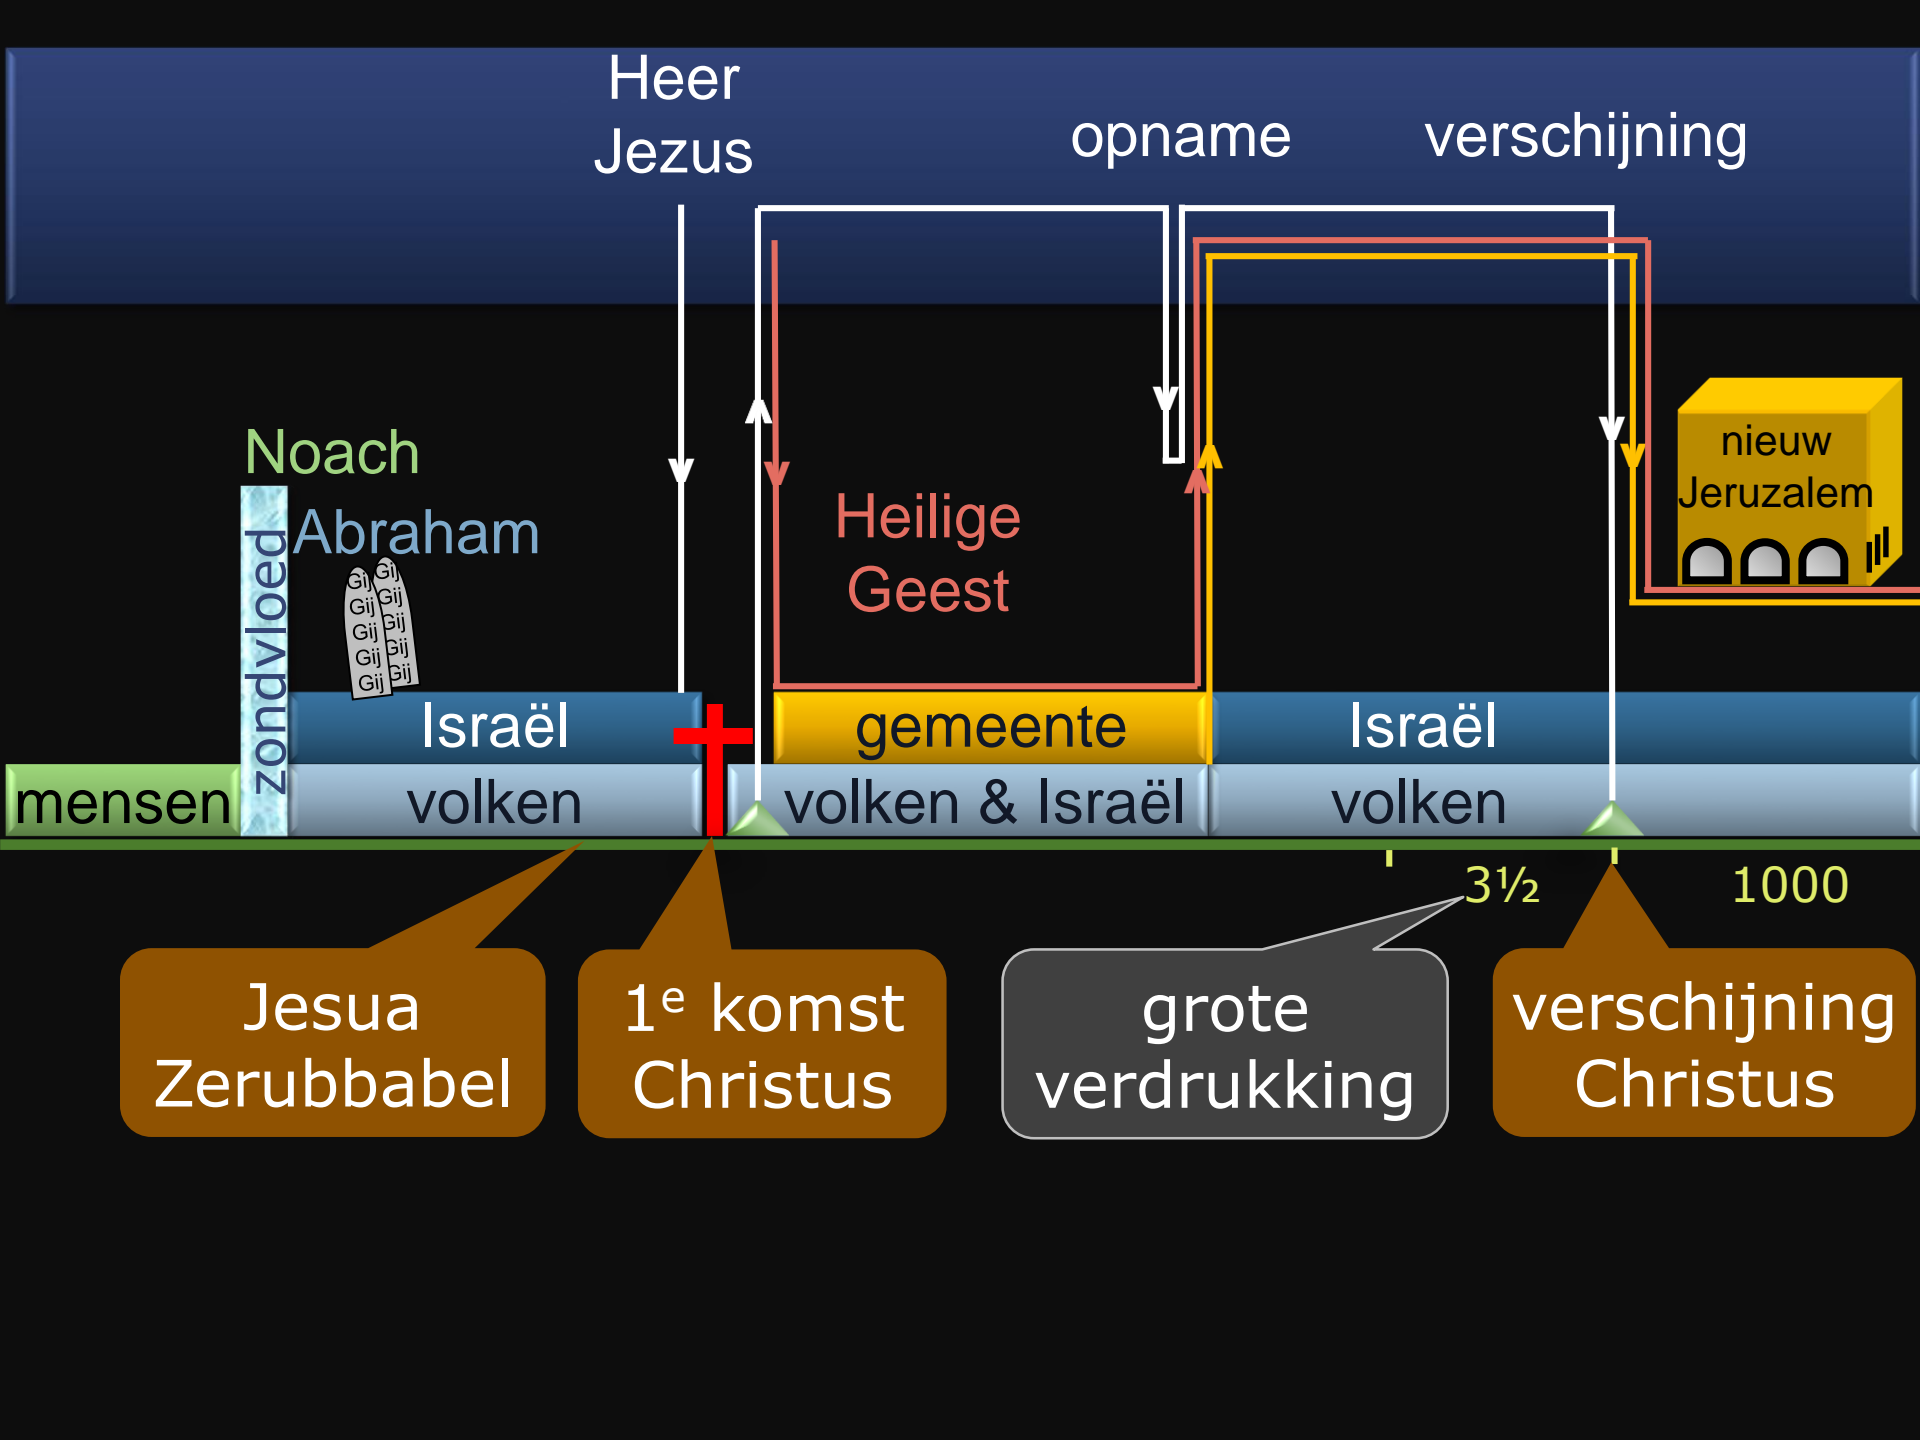 Heer
Jezus
opname
verschijning
Noach
Abraham
zondvloed
Gij
Gij
Gij
Gij
Gij
Gij
Gij
Gij
Gij
Gij
Heilige
Geest
nieuw
Jeruzalem
Israël
gemeente
Israël
mensen
volken
volken & Israël
volken
3½
1000
Jesua
Zerubbabel
1e komst
Christus
grote
verdrukking
verschijning
Christus